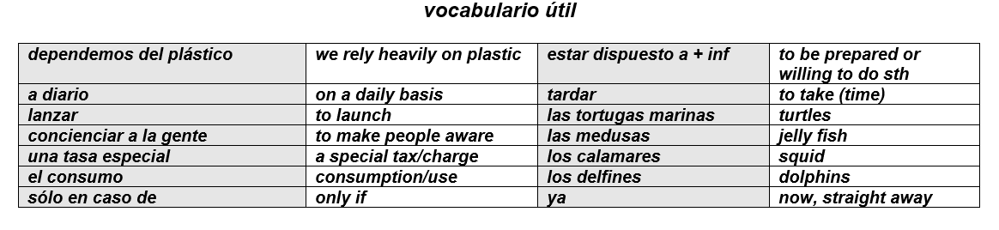 vocabulario útil
dependemos del plástico we rely heavily on plastic estar dispuesto a + inf to be prepared or
willing to do sth
a diario on a daily basis tardar to take (time)
lanzar to launch las tortugas marinas turtles
concienciar a la gente to make people aware las medusas jelly fish
una tasa especial a special tax/charge los calamares squid
el consumo consumption/use los delfines dolphins
sólo en caso de only if ya now, straight away